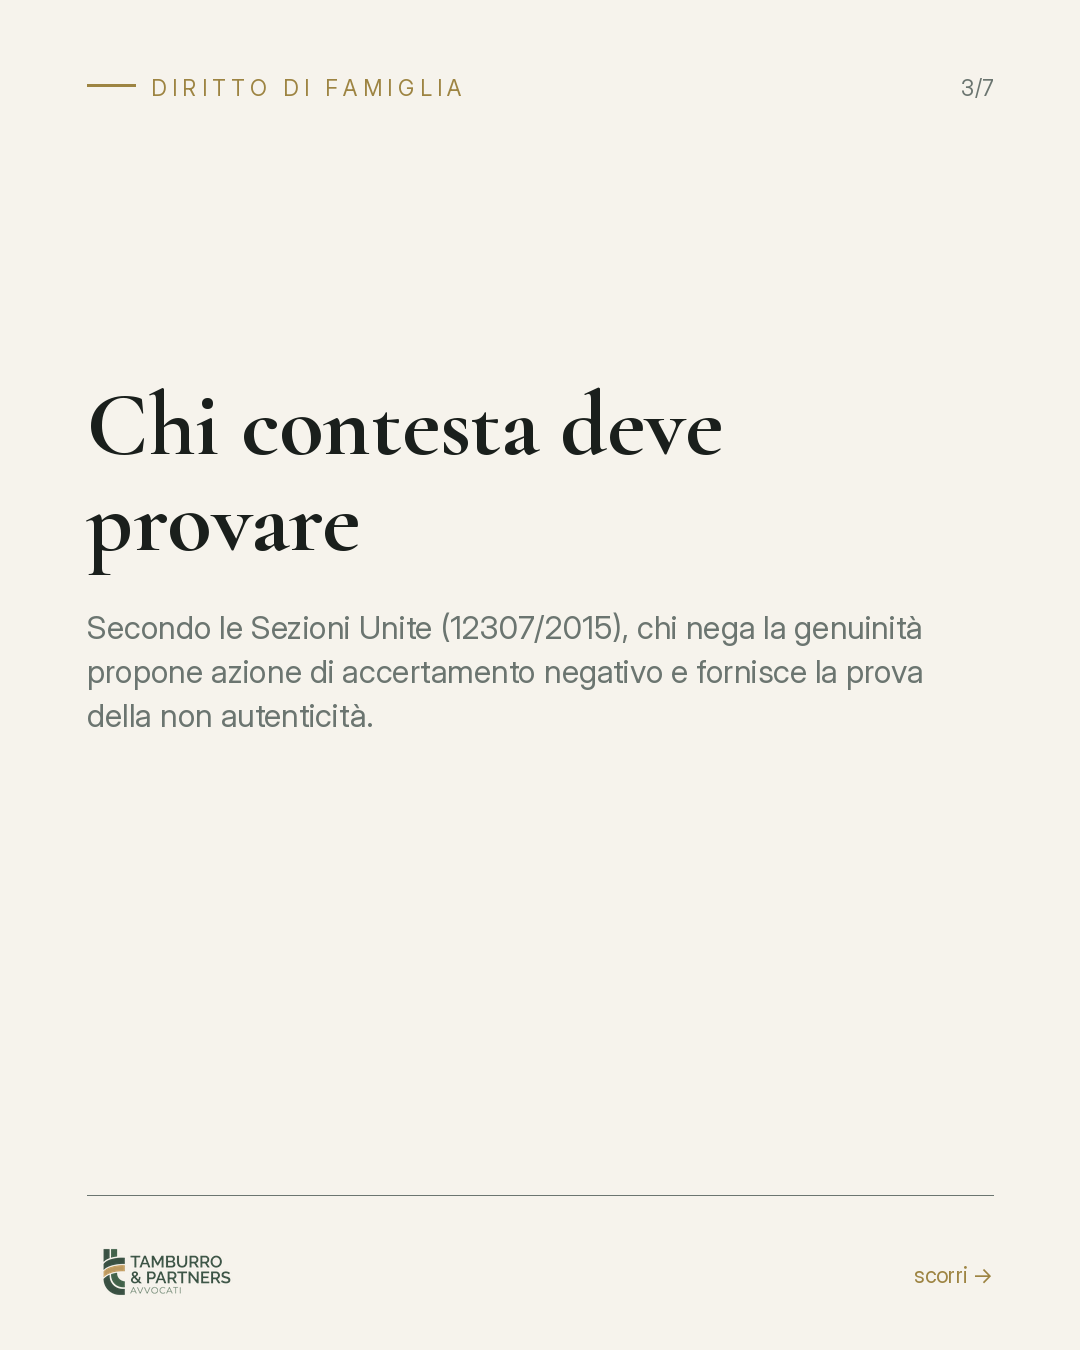 DIRITTO DI FAMIGLIA
3/7
Chi contesta deve
provare
Secondo le Sezioni Unite (12307/2015), chi nega la genuinità
propone azione di accertamento negativo e fornisce la prova
della non autenticità.
TAMBURRO
& PARTNERS
AVVOCATI
scorri →